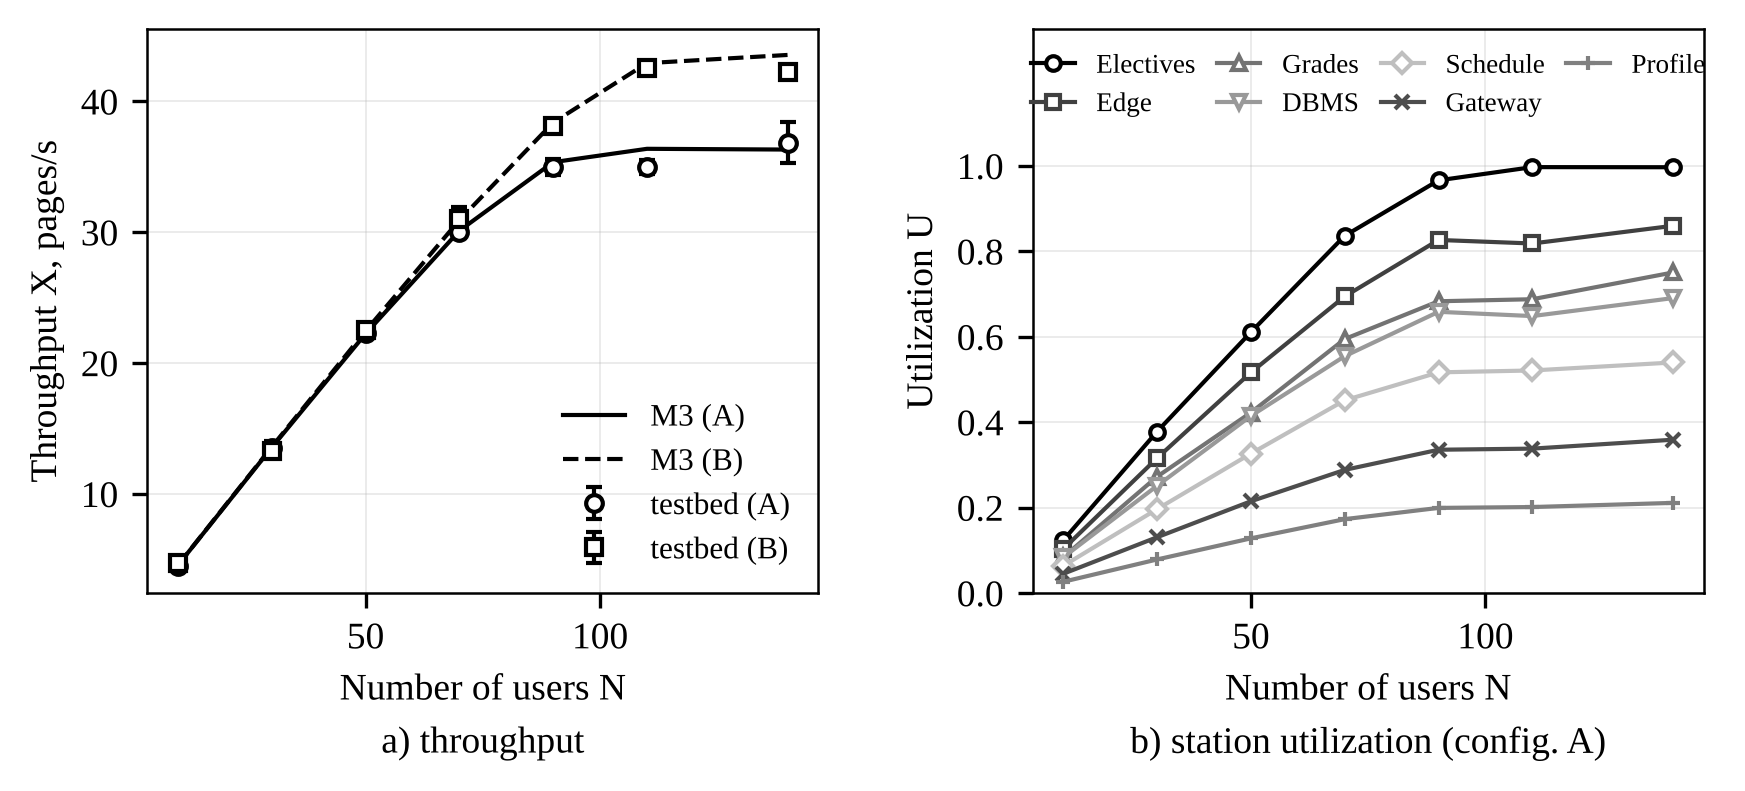 Throughput X, pages/s
40
30
20
10
50
100
M3 (A)
M3 (B)
testbed (A)
testbed (B)
Number of users N
a) throughput
Utilization U
Electives Grades Schedule Profile
Edge DBMS Gateway
1.0
0.8
0.6
0.4
0.2
0.0
50
100
Number of users N
b) station utilization (config. A)